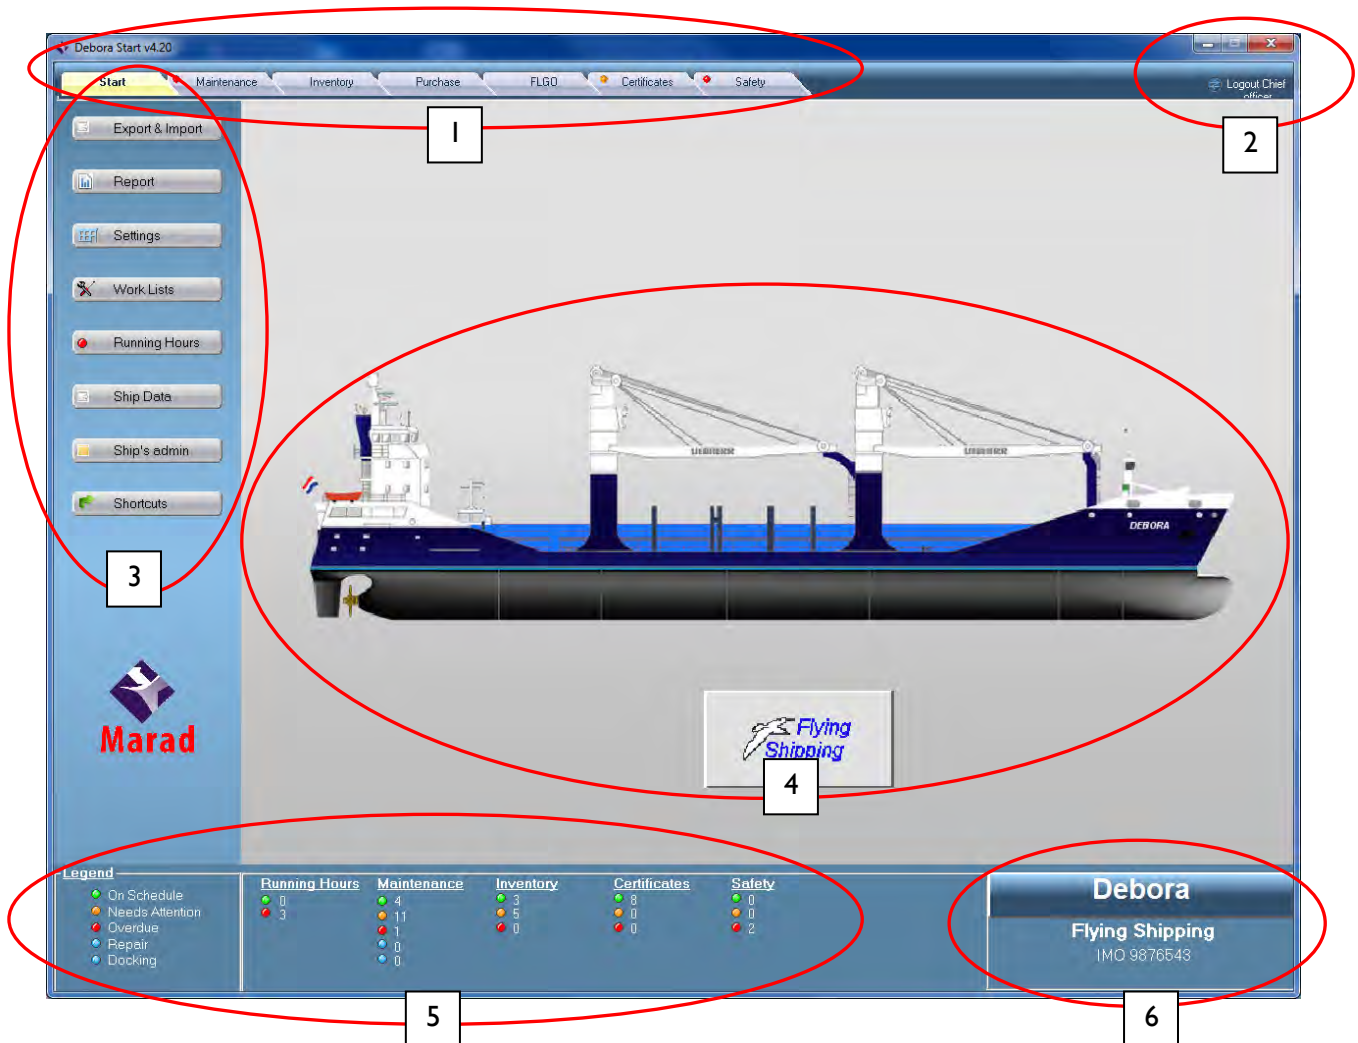 Debora Start v4.20
Start Maintenance Inventory Purchase FLGO Certificates Safety
Logout Chief
officer
1
2
Export & Import
Report
Settings
Work Lists
Running Hours
Ship Data
Ship's admin
Shortcuts
3
LIEBHERR LIEBHERR
DEBORA
Marad
Flying
Shipping
4
Legend
On Schedule
Needs Attention
Overdue
Repair
Docking
Running Hours
0
3
Maintenance
4
11
1
0
0
Inventory
3
5
0
Certificates
8
0
0
Safety
0
0
2
Debora
Flying Shipping
IMO 9876543
5
6